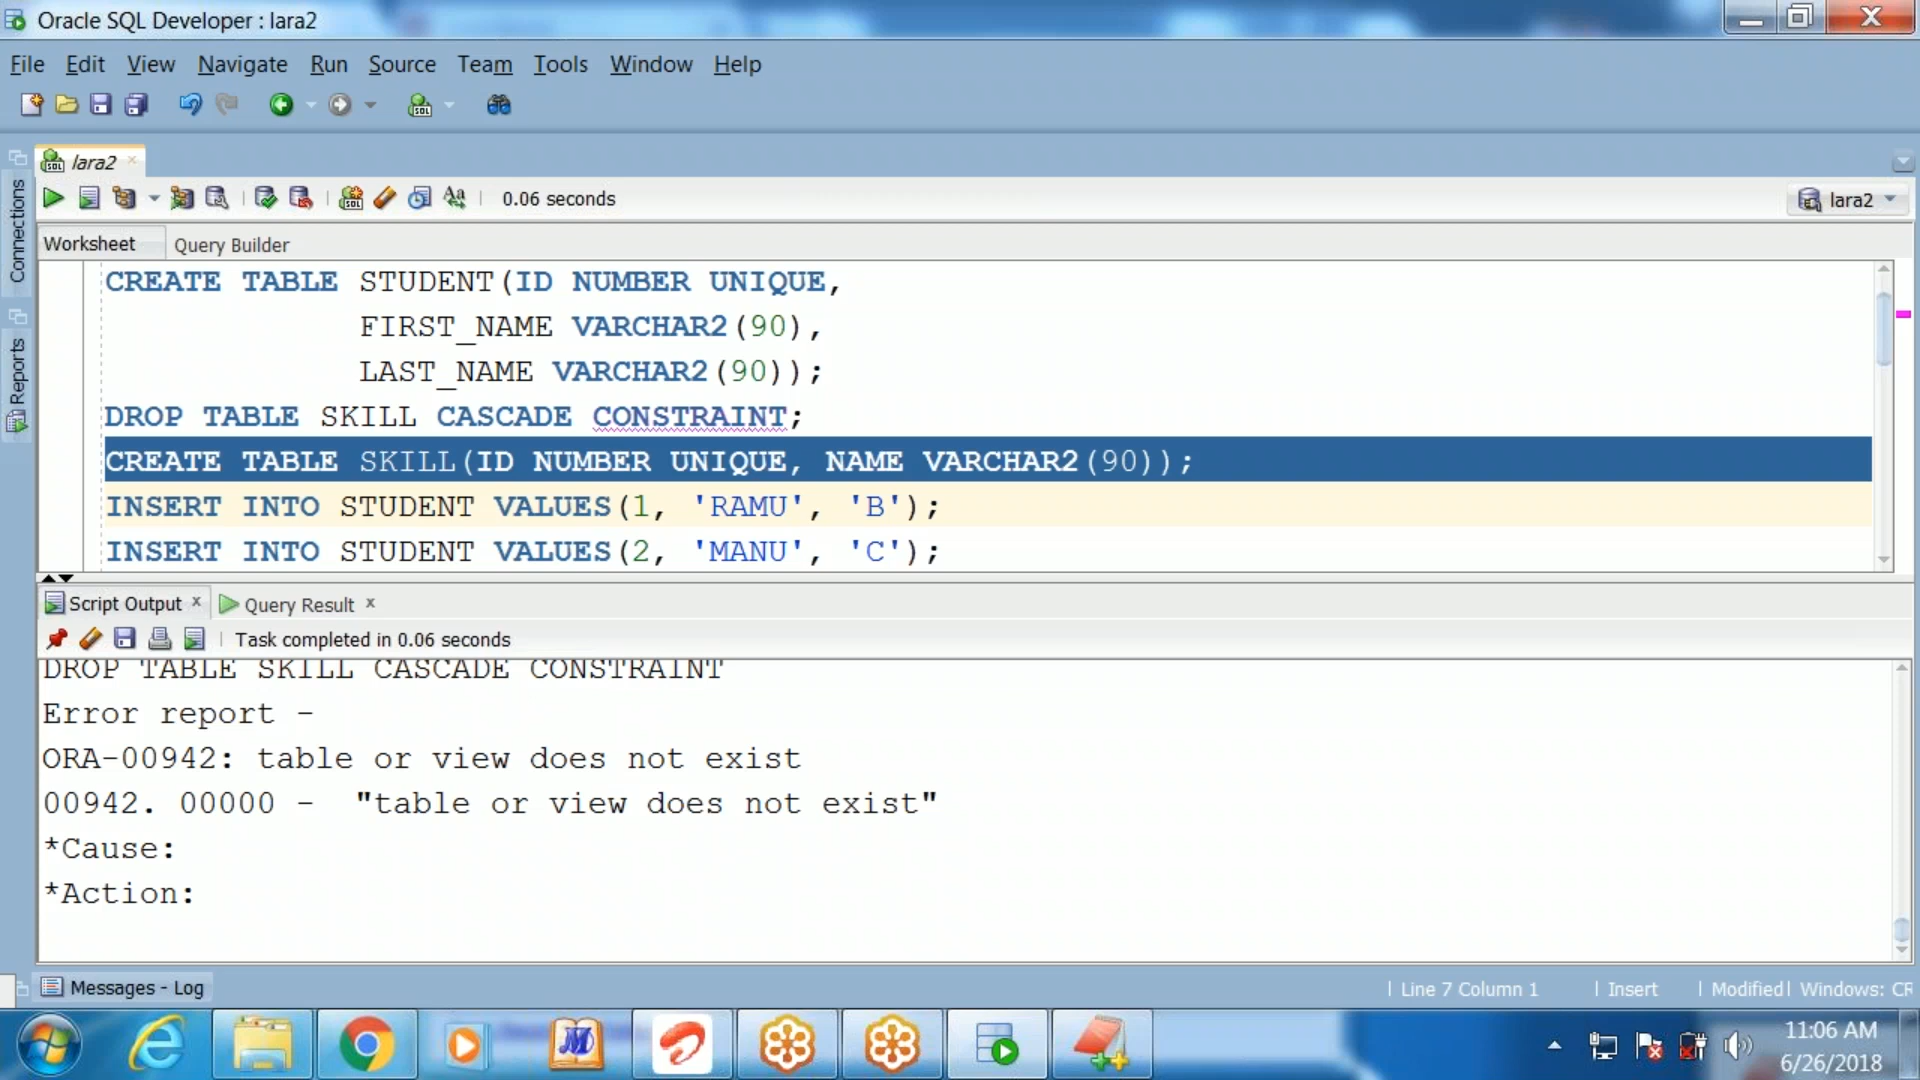 Oracle SQL Developer : lara2
File Edit View Navigate Run Source Team Tools Window Help
lara2
0.06 seconds
lara2
Connections
Reports
Worksheet Query Builder
CREATE TABLE STUDENT(ID NUMBER UNIQUE,
FIRST_NAME VARCHAR2(90),
LAST_NAME VARCHAR2(90));
DROP TABLE SKILL CASCADE CONSTRAINT;
CREATE TABLE SKILL(ID NUMBER UNIQUE, NAME VARCHAR2(90));
INSERT INTO STUDENT VALUES(1, 'RAMU', 'B');
INSERT INTO STUDENT VALUES(2, 'MANU', 'C');
Script Output x Query Result x
Task completed in 0.06 seconds
DROP TABLE SKILL CASCADE CONSTRAINT
Error report -
ORA-00942: table or view does not exist
00942. 00000 - "table or view does not exist"
*Cause:
*Action:
Messages - Log
Line 7 Column 1 | Insert | Modified | Windows: CR
11:06 AM
6/26/2018